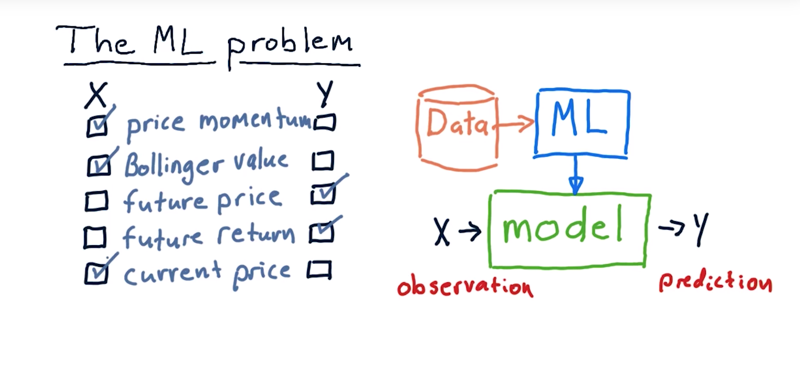 The ML problem
X Y
price momentum
Bollinger value
future price
future return
current price
Data
ML
X
model
Y
observation
prediction